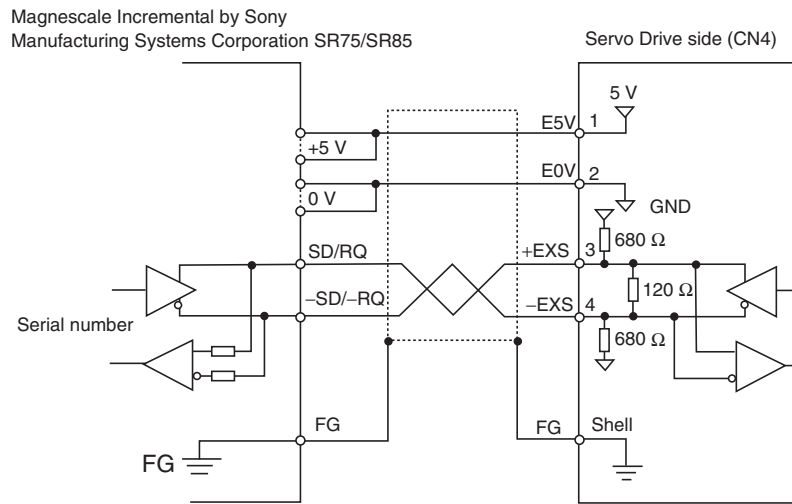 Magnescale Incremental by Sony
Manufacturing Systems Corporation SR75/SR85
Servo Drive side (CN4)
5 V
E5V 1
+5 V
E0V 2
0 V
GND
680 Ω
SD/RQ
+EXS 3
120 Ω
−SD/−RQ
−EXS 4
Serial number
680 Ω
FG
FG Shell
FG